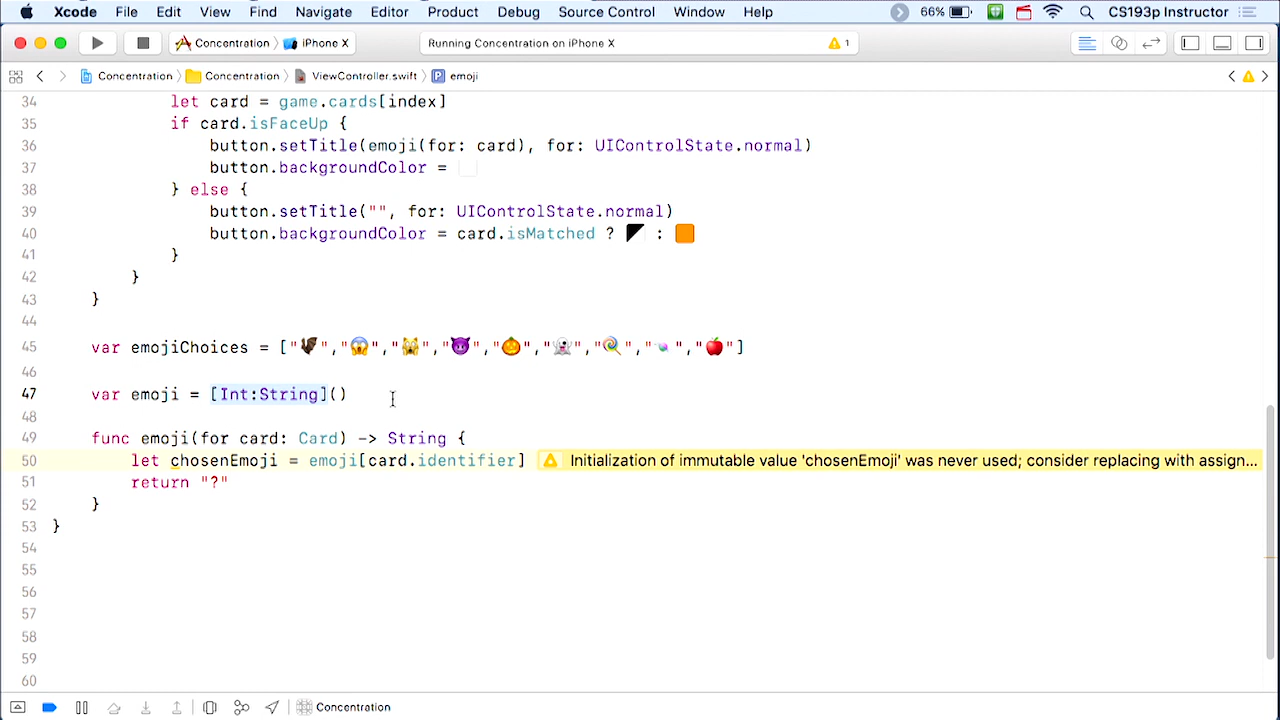 Xcode File Edit View Find Navigate Editor Product Debug Source Control Window Help 66% CS193p Instructor
Concentration iPhone X Running Concentration on iPhone X 1
Concentration Concentration ViewController.swift P emoji
34 let card = game.cards[index]
35 if card.isFaceUp {
36 button.setTitle(emoji(for: card), for: UIControlState.normal)
37 button.backgroundColor =
38 } else {
39 button.setTitle("", for: UIControlState.normal)
40 button.backgroundColor = card.isMatched ? :
41 }
42 }
43 }
44
45 var emojiChoices = ["🦇","😱","🙀","😈","🎃","👻","🍭","🍬","🍎"]
46
47 var emoji = [Int:String]()
48
49 func emoji(for card: Card) -> String {
50 let chosenEmoji = emoji[card.identifier] Initialization of immutable value 'chosenEmoji' was never used; consider replacing with assign...
51 return "?"
52 }
53 }
54
55
56
57
58
59
60
Concentration